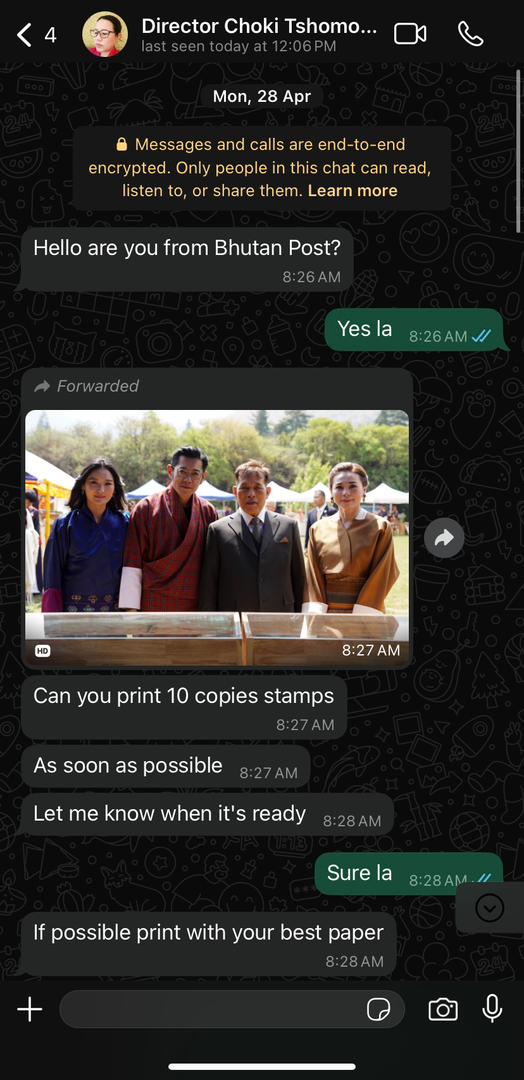 4
Director Choki Tshomo...
last seen today at 12:06 PM
Mon, 28 Apr
Messages and calls are end-to-end
encrypted. Only people in this chat can read,
listen to, or share them. Learn more
Hello are you from Bhutan Post?
8:26 AM
Yes la 8:26 AM
Forwarded
HD 8:27 AM
Can you print 10 copies stamps
8:27 AM
As soon as possible 8:27 AM
Let me know when it's ready 8:28 AM
Sure la 8:28 AM
If possible print with your best paper
8:28 AM